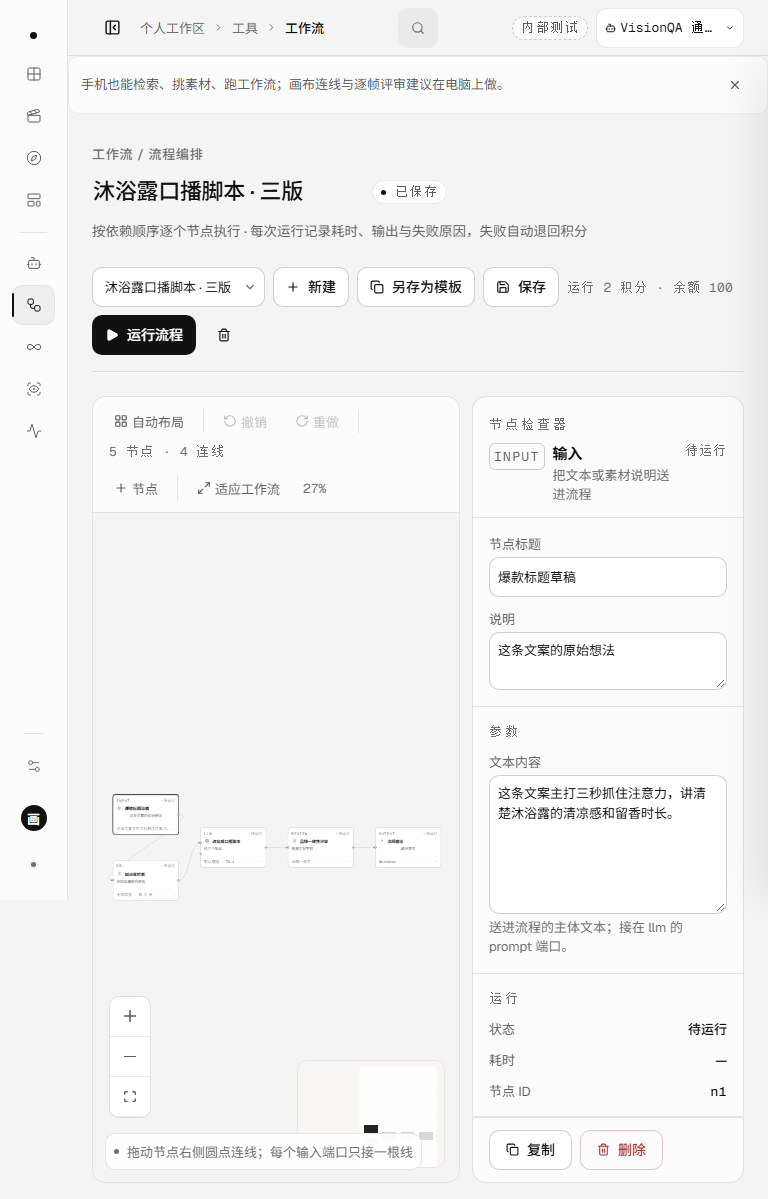 个人工作区 > 工具 > 工作流
内部测试
VisionQA 通…
手机也能检索、挑素材、跑工作流；画布连线与逐帧评审建议在电脑上做。
工作流 / 流程编排
沐浴露口播脚本 · 三版
已保存
按依赖顺序逐个节点执行 · 每次运行记录耗时、输出与失败原因，失败自动退回积分
沐浴露口播脚本 · 三版
新建
另存为模板
保存
运行 2 积分 · 余额 100
运行流程
自动布局
撤销
重做
5 节点 · 4 连线
节点
适应工作流
27%
INPUT
LLM
REVIEW
OUTPUT
拖动节点右侧圆点连线；每个输入端口只接一根线
节点检查器
INPUT
输入
待运行
把文本或素材说明送
进流程
节点标题
爆款标题草稿
说明
这条文案的原始想法
参数
文本内容
这条文案主打三秒抓住注意力，讲清
楚沐浴露的清凉感和留香时长。
送进流程的主体文本；接在 llm 的
prompt 端口。
运行
状态
待运行
耗时
—
节点 ID
n1
复制
删除
画